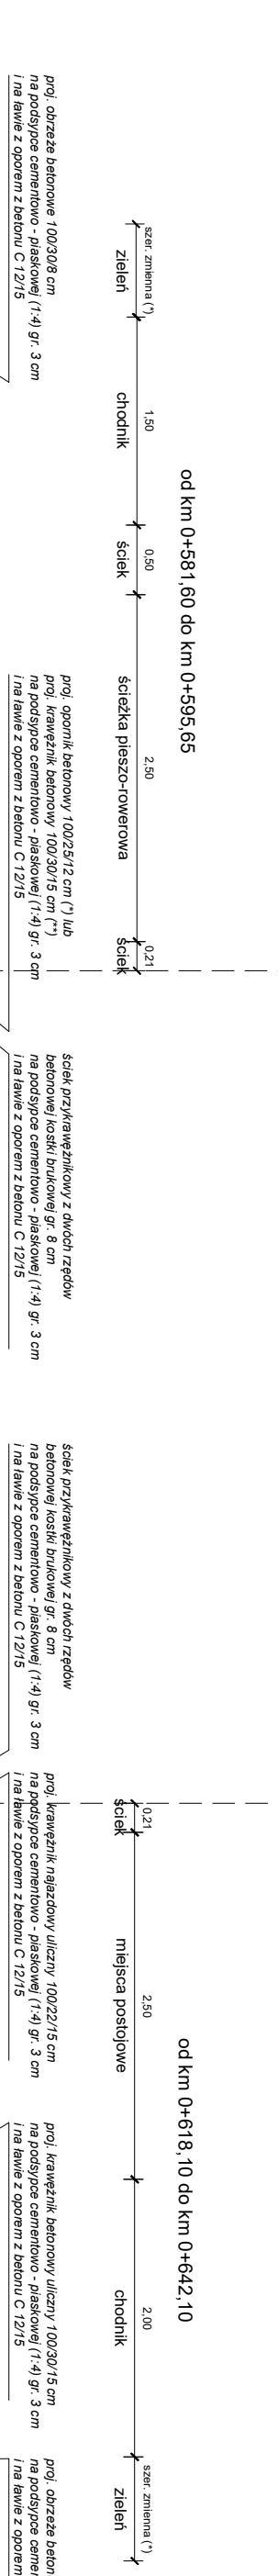 od km 0+581,60 do km 0+595,65
szer. zmienna (*)
1,50
0,50
2,50
0,21
zieleń
chodnik
ściek
ścieżka pieszo-rowerowa
ściek
proj. obrzeże betonowe 100/30/8 cm
na podsypce cementowo - piaskowej (1:4) gr. 3 cm
i na ławie z oporem z betonu C 12/15
proj. opornik betonowy 100/25/12 cm (*) lub
proj. krawężnik betonowy 100/30/15 cm (**)
na podsypce cementowo - piaskowej (1:4) gr. 3 cm
i na ławie z oporem z betonu C 12/15
ściek przykrawężnikowy z dwóch rzędów
betonowej kostki brukowej gr. 8 cm
na podsypce cementowo - piaskowej (1:4) gr. 3 cm
i na ławie z oporem z betonu C 12/15
od km 0+618,10 do km 0+642,10
0,21
2,50
2,00
szer. zmienna (*)
ściek
miejsca postojowe
chodnik
zieleń
ściek przykrawężnikowy z dwóch rzędów
betonowej kostki brukowej gr. 8 cm
na podsypce cementowo - piaskowej (1:4) gr. 3 cm
i na ławie z oporem z betonu C 12/15
proj. krawężnik najazdowy uliczny 100/22/15 cm
na podsypce cementowo - piaskowej (1:4) gr. 3 cm
i na ławie z oporem z betonu C 12/15
proj. krawężnik betonowy uliczny 100/30/15 cm
na podsypce cementowo - piaskowej (1:4) gr. 3 cm
i na ławie z oporem z betonu C 12/15
proj. obrzeże beton
na podsypce cemen
i na ławie z oporem